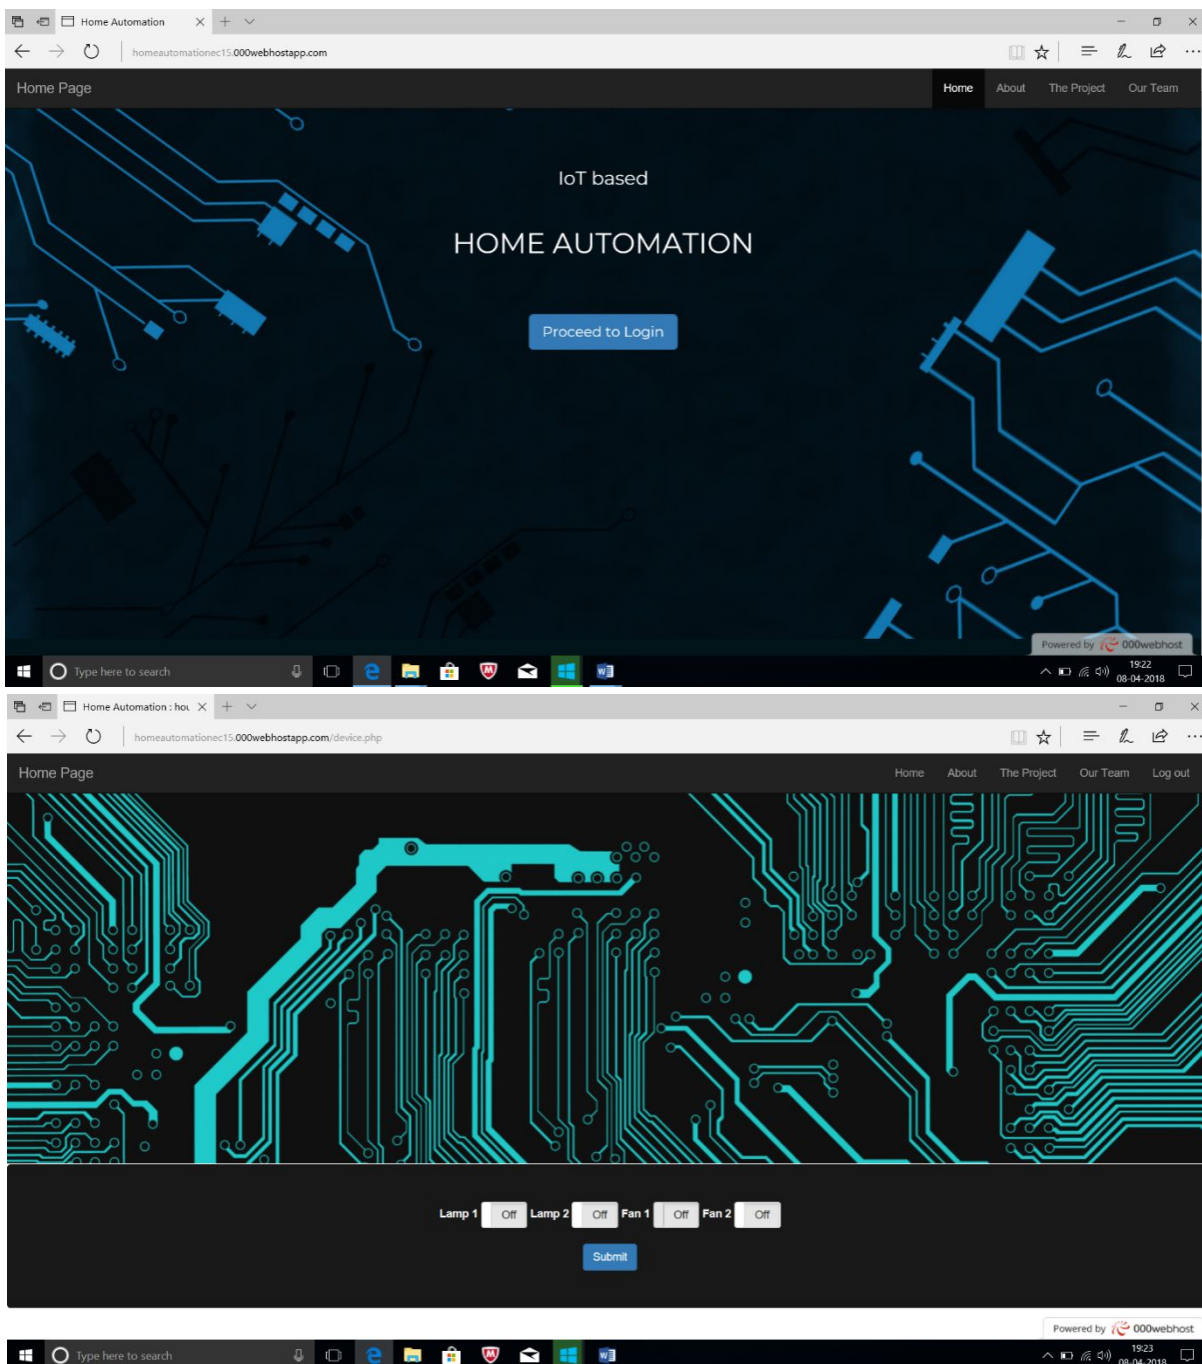 Home Automation
homeautomationec15.000webhostapp.com
Home Page Home About The Project Our Team
IoT based
HOME AUTOMATION
Proceed to Login
Powered by 000webhost
Type here to search
19:22
08-04-2018
Home Automation : hou
homeautomationec15.000webhostapp.com/device.php
Home Page Home About The Project Our Team Log out
Lamp 1 Off Lamp 2 Off Fan 1 Off Fan 2 Off
Submit
Powered by 000webhost
Type here to search
19:23
08-04-2018